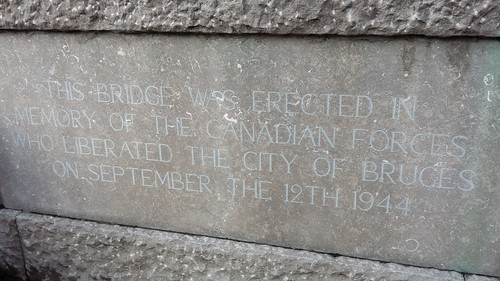 THIS BRIDGE WAS ERECTED IN
MEMORY OF THE CANADIAN FORCES
WHO LIBERATED THE CITY OF BRUGES
ON SEPTEMBER THE 12TH 1944